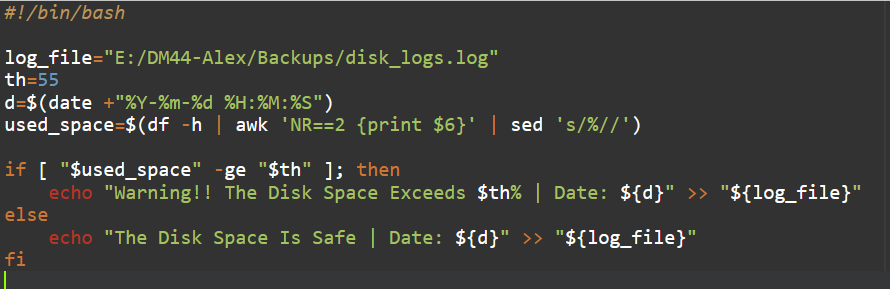 #!/bin/bash
log_file="E:/DM44-Alex/Backups/disk_logs.log"
th=55
d=$(date +"%Y-%m-%d %H:%M:%S")
used_space=$(df -h | awk 'NR==2 {print $6}' | sed 's/%//')
if [ "$used_space" -ge "$th" ]; then
    echo "Warning!! The Disk Space Exceeds $th% | Date: ${d}" >> "${log_file}"
else
    echo "The Disk Space Is Safe | Date: ${d}" >> "${log_file}"
fi